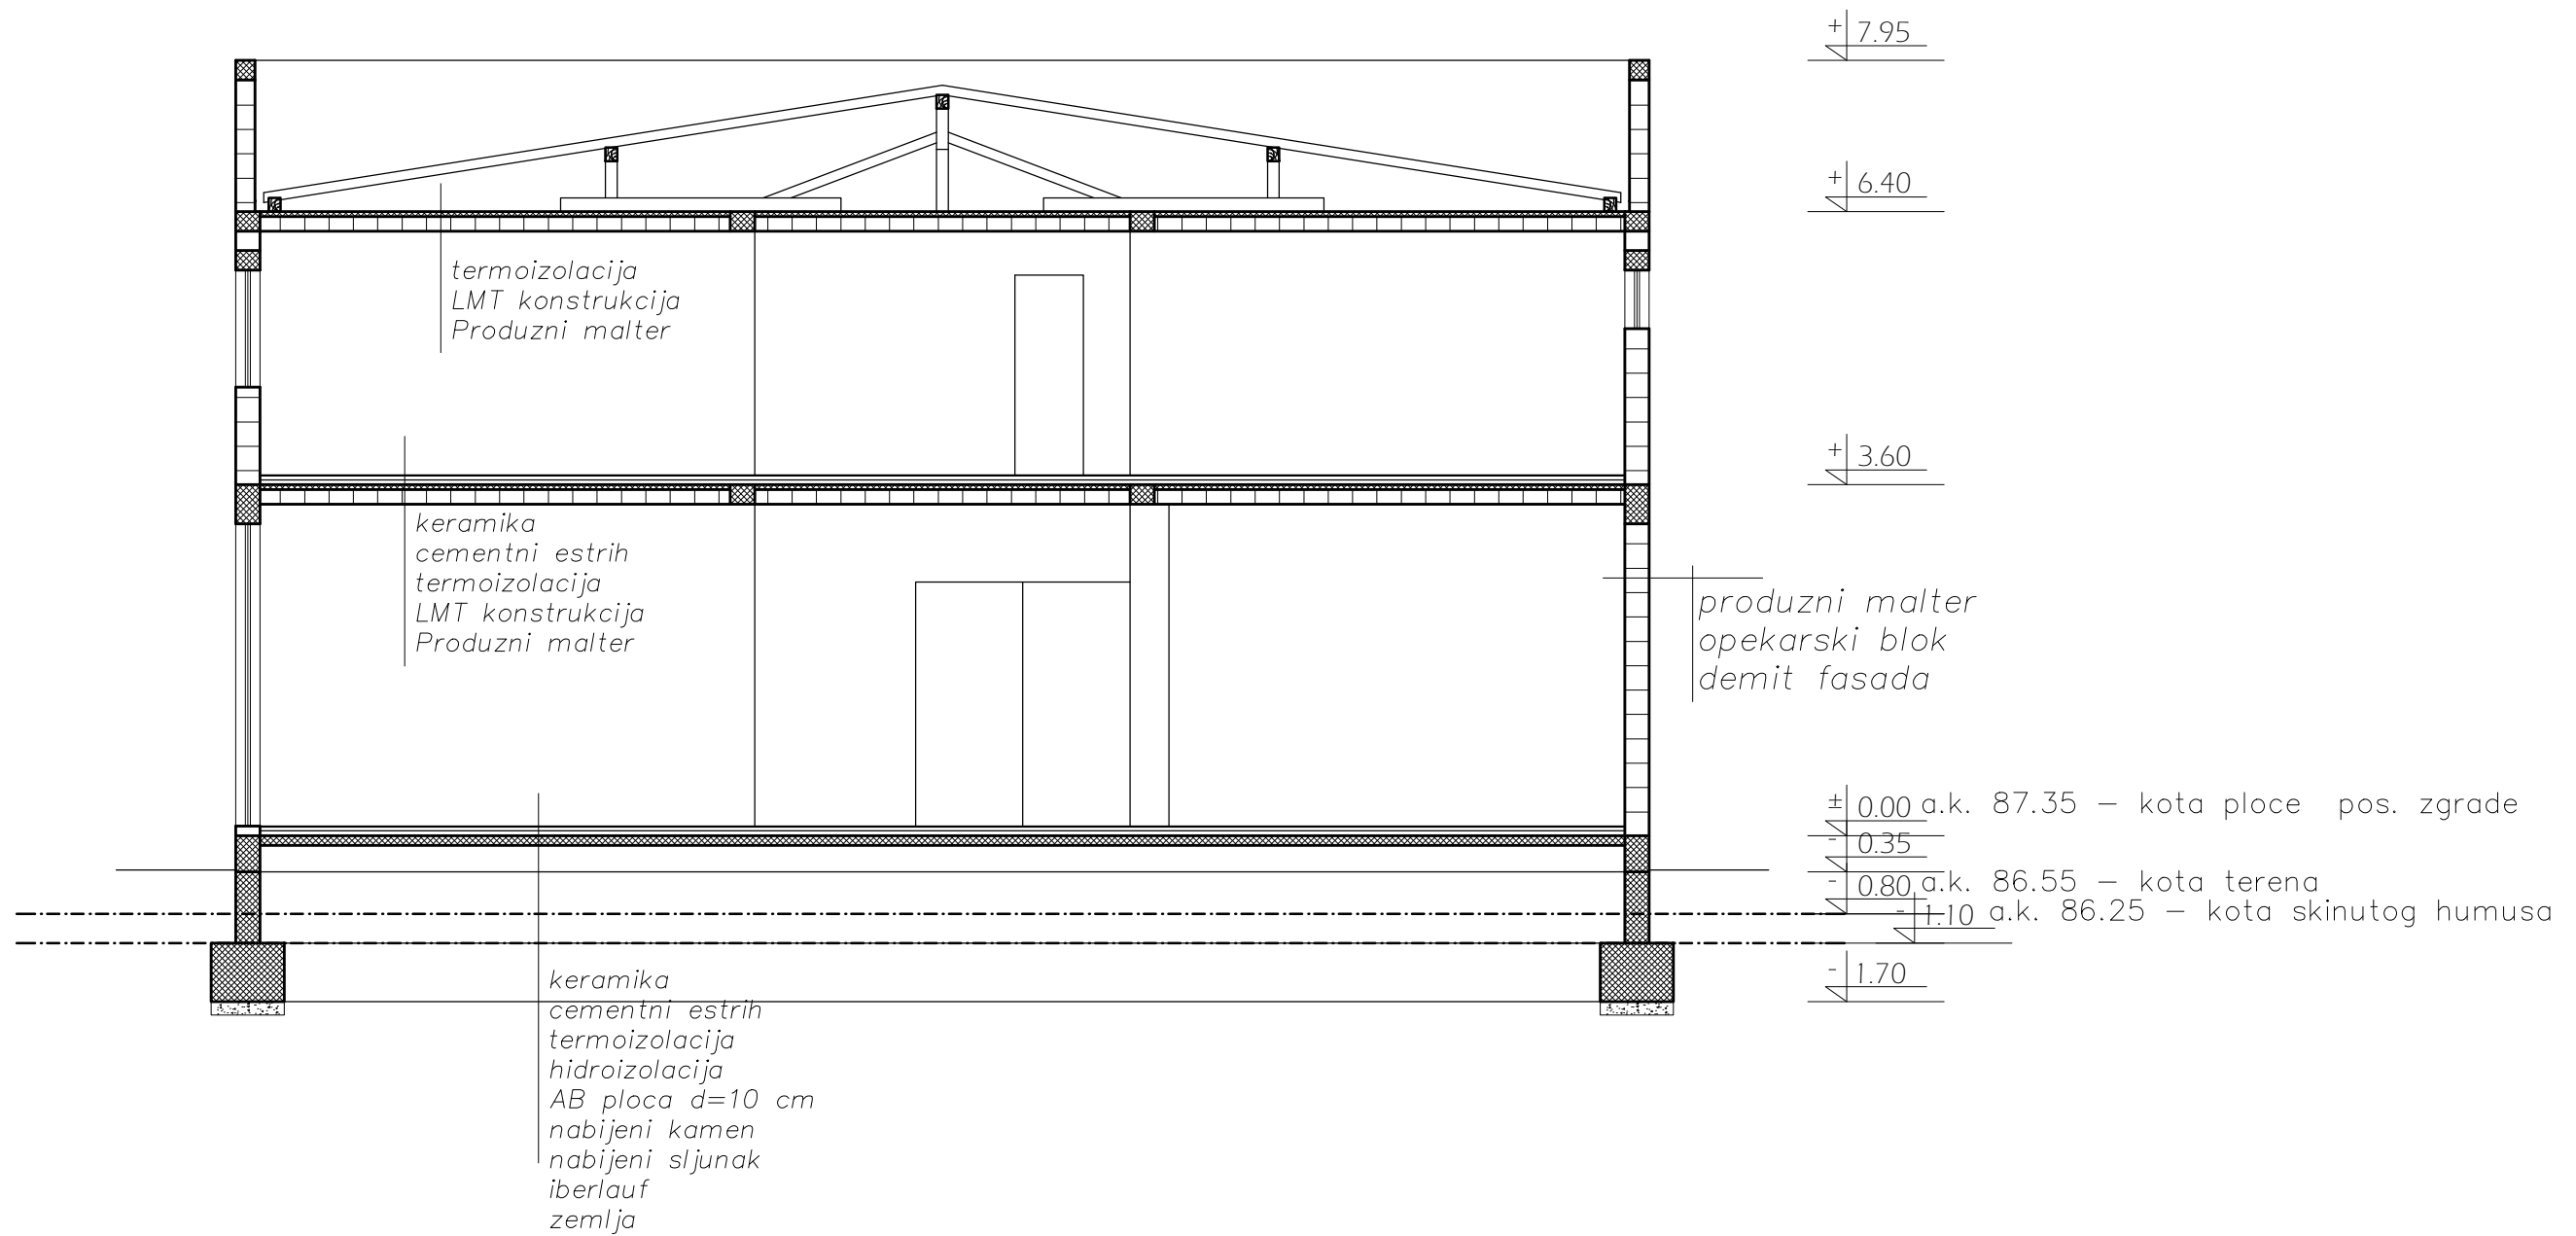 + 7.95
+ 6.40
termoizolacija
LMT konstrukcija
Produzni malter
+ 3.60
keramika
cementni estrih
termoizolacija
LMT konstrukcija
Produzni malter
produzni malter
opekarski blok
demit fasada
± 0.00 a.k. 87.35 – kota ploce pos. zgrade
- 0.35
- 0.80 a.k. 86.55 – kota terena
- 1.10 a.k. 86.25 – kota skinutog humusa
- 1.70
keramika
cementni estrih
termoizolacija
hidroizolacija
AB ploca d=10 cm
nabijeni kamen
nabijeni sljunak
iberlauf
zemlja